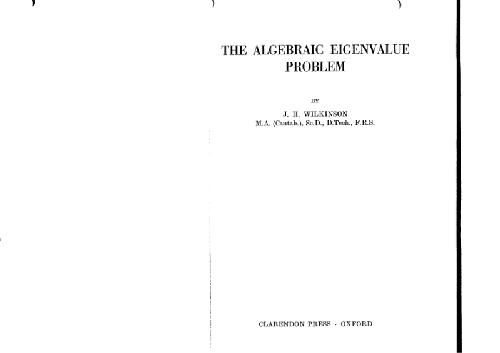 THE ALGEBRAIC EIGENVALUE
PROBLEM
BY
J. H. WILKINSON
M.A. (Cantab.), Sc.D., D.Tech., F.R.S.
CLARENDON PRESS · OXFORD